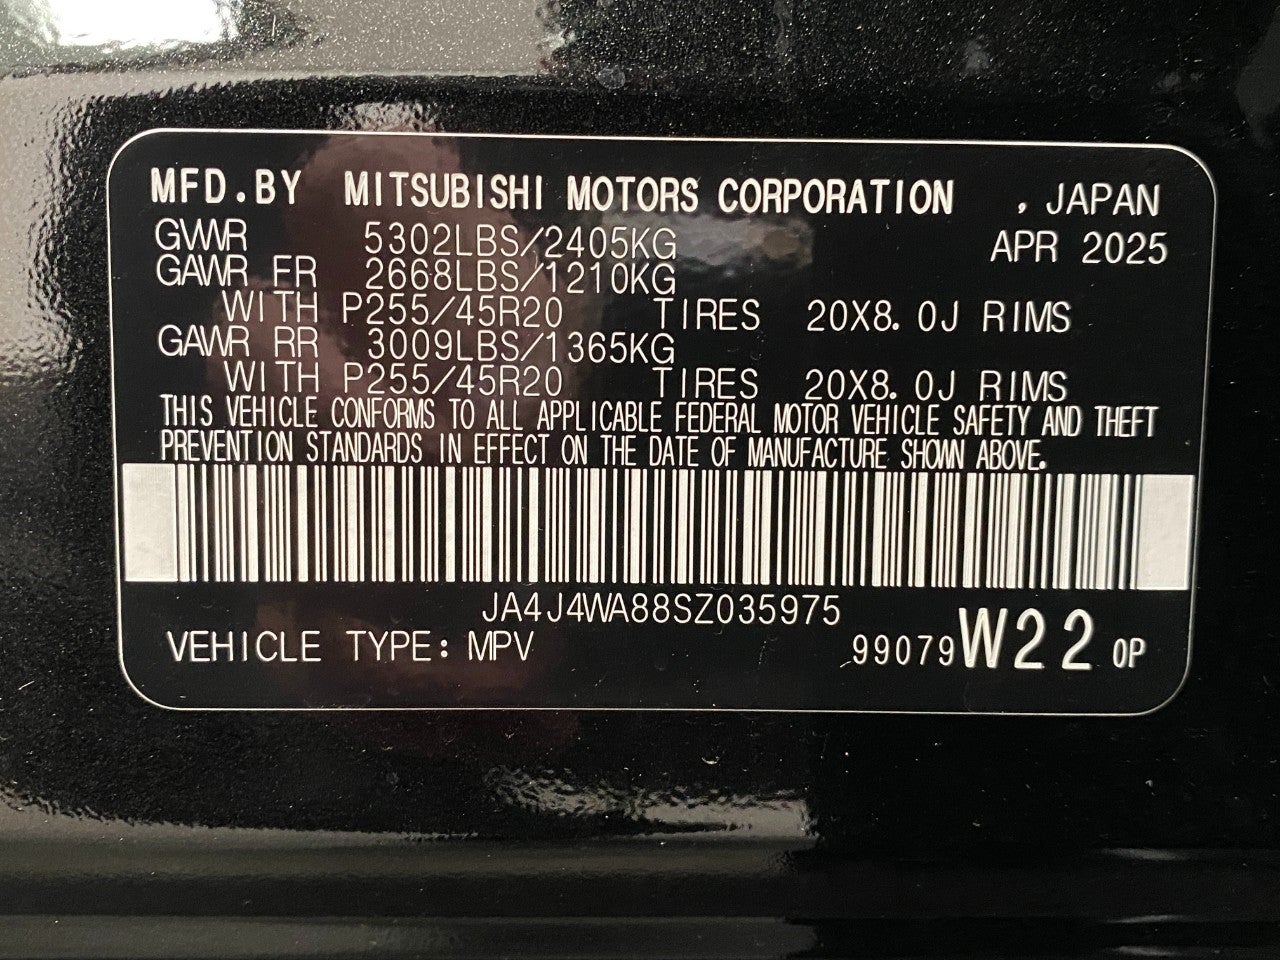 MFD.BY MITSUBISHI MOTORS CORPORATION , JAPAN
GVWR 5302LBS/2405KG APR 2025
GAWR FR 2668LBS/1210KG
WITH P255/45R20 TIRES 20X8.0J RIMS
GAWR RR 3009LBS/1365KG
WITH P255/45R20 TIRES 20X8.0J RIMS
THIS VEHICLE CONFORMS TO ALL APPLICABLE FEDERAL MOTOR VEHICLE SAFETY AND THEFT
PREVENTION STANDARDS IN EFFECT ON THE DATE OF MANUFACTURE SHOWN ABOVE.
JA4J4WA88SZ035975
VEHICLE TYPE: MPV 99079 W22 0P